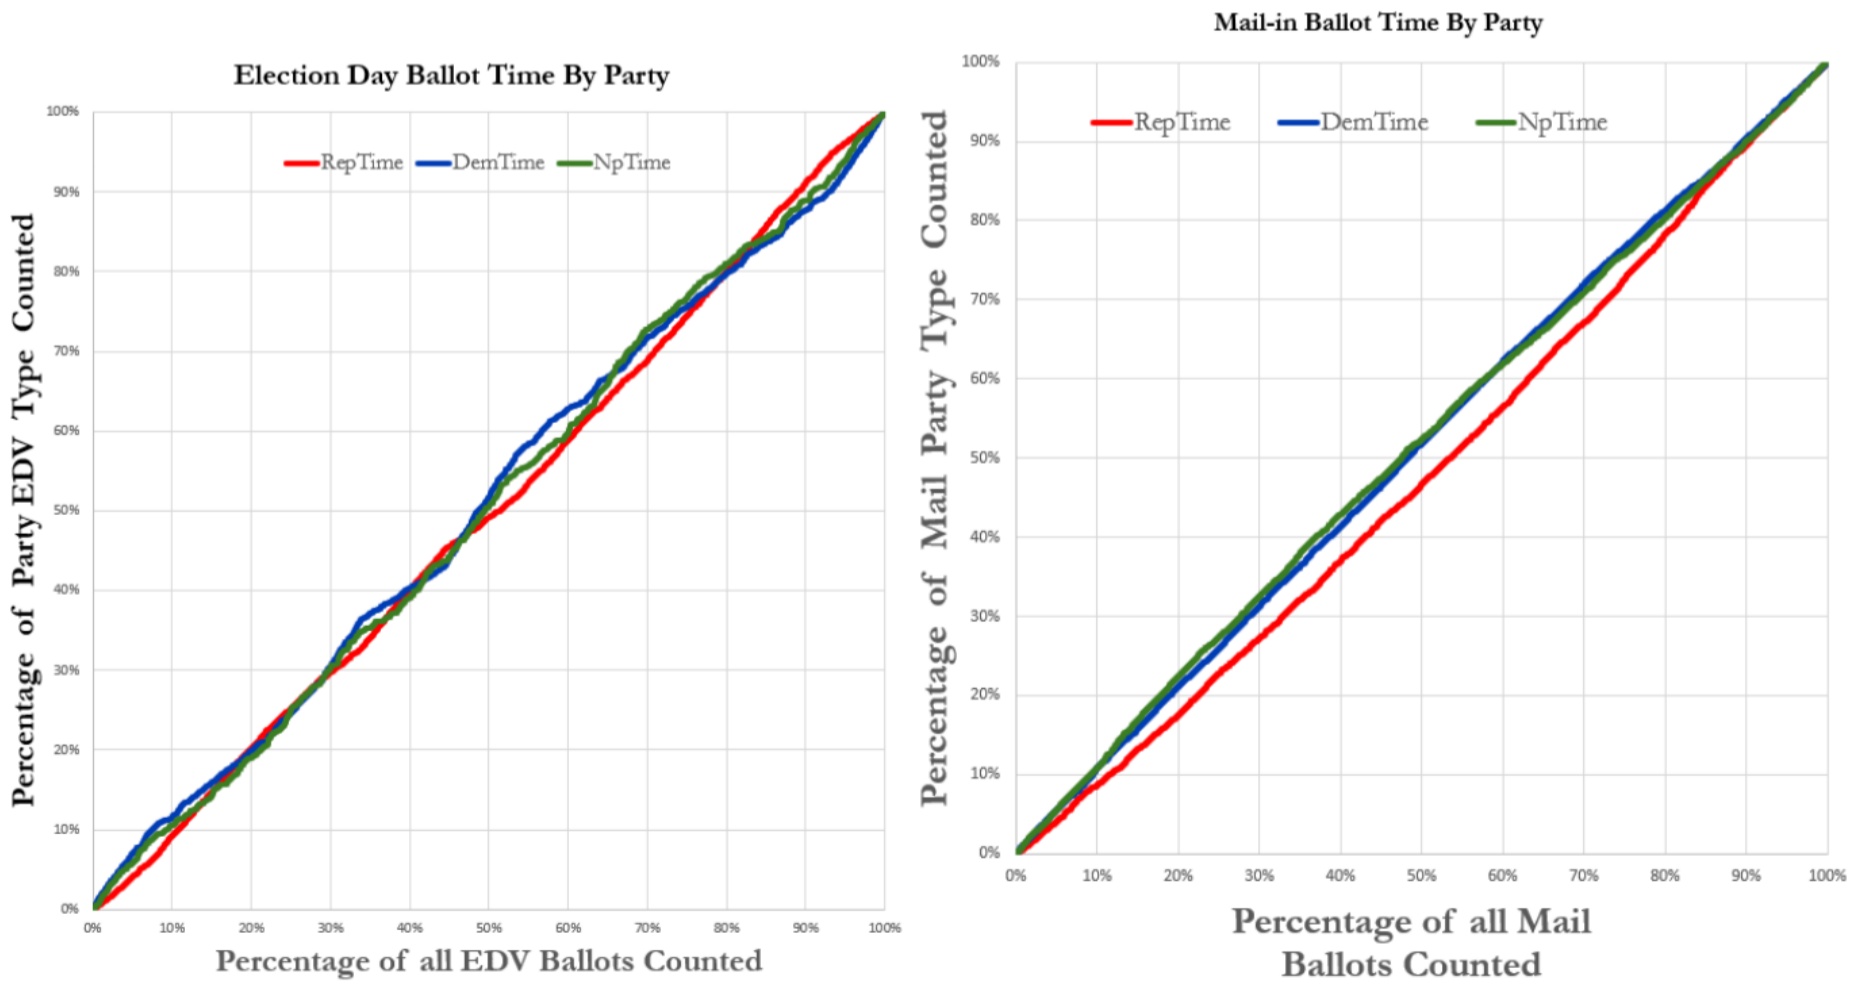 Election Day Ballot Time By Party
100%
90%
80%
70%
60%
50%
40%
30%
20%
10%
0%
RepTime DemTime NpTime
Percentage of Party EDV Type Counted
0% 10% 20% 30% 40% 50% 60% 70% 80% 90% 100%
Percentage of all EDV Ballots Counted
Mail-in Ballot Time By Party
100%
90%
80%
70%
60%
50%
40%
30%
20%
10%
0%
RepTime DemTime NpTime
Percentage of Mail Party Type Counted
0% 10% 20% 30% 40% 50% 60% 70% 80% 90% 100%
Percentage of all Mail
Ballots Counted